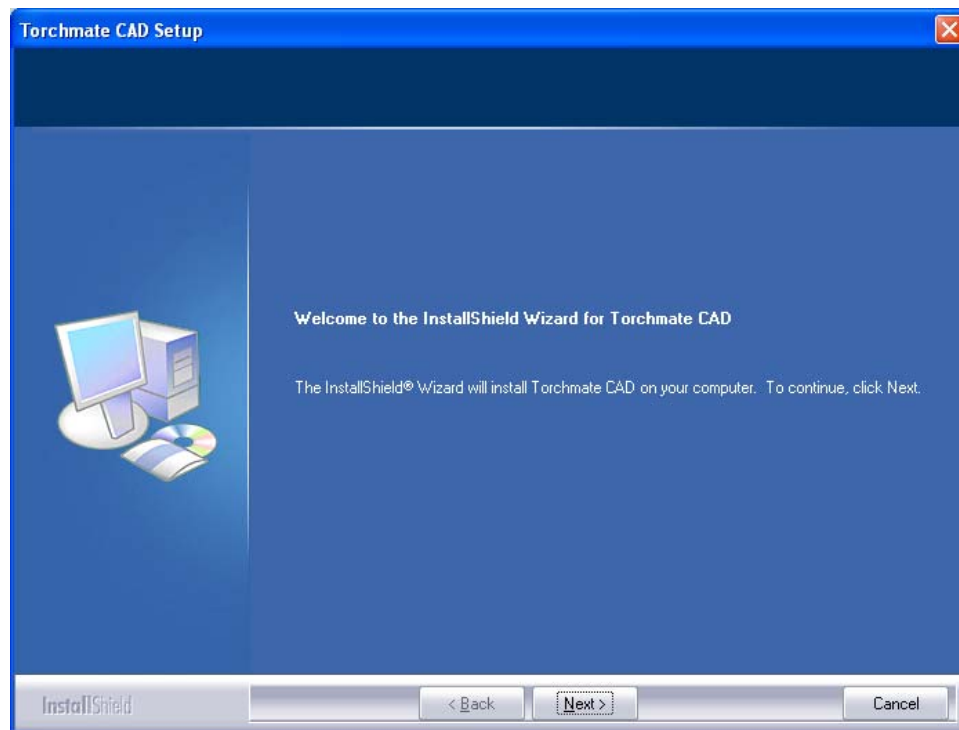 Torchmate CAD Setup
Welcome to the InstallShield Wizard for Torchmate CAD
The InstallShield® Wizard will install Torchmate CAD on your computer. To continue, click Next.
InstallShield
< Back
Next >
Cancel